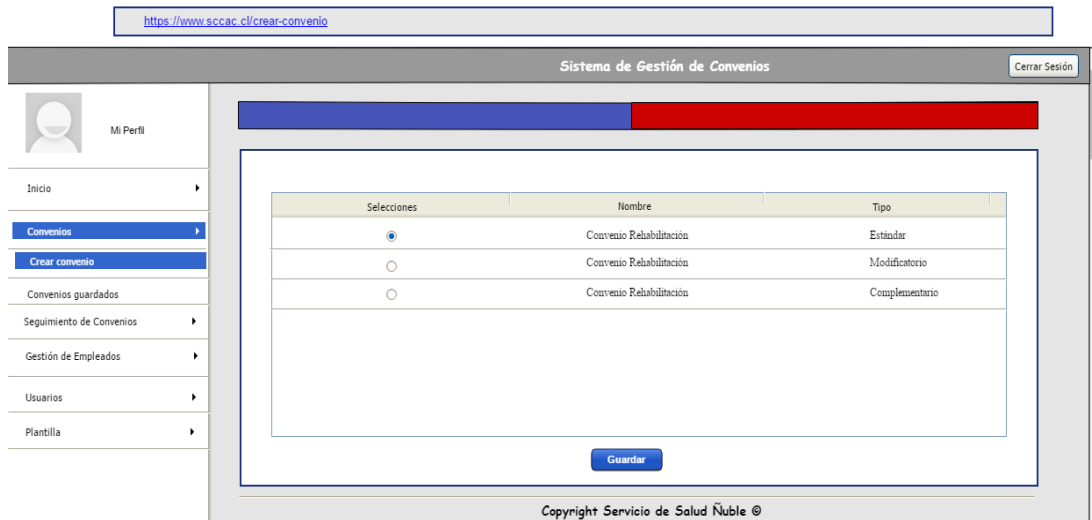 https://www.sccac.cl/crear-convenio
Sistema de Gestión de Convenios
Cerrar Sesión
Mi Perfil
Inicio
Convenios
Crear convenio
Convenios guardados
Seguimiento de Convenios
Gestión de Empleados
Usuarios
Plantilla
Selecciones Nombre Tipo
Convenio Rehabilitación Estándar
Convenio Rehabilitación Modificatorio
Convenio Rehabilitación Complementario
Guardar
Copyright Servicio de Salud Ñuble ©